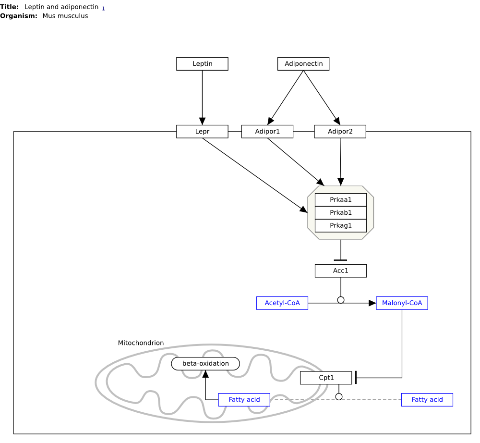 Title: Leptin and adiponectin
Organism: Mus musculus
Leptin
Adiponectin
Lepr
Adipor1
Adipor2
Prkaa1
Prkab1
Prkag1
Acc1
Acetyl-CoA
Malonyl-CoA
Mitochondrion
beta-oxidation
Cpt1
Fatty acid
Fatty acid